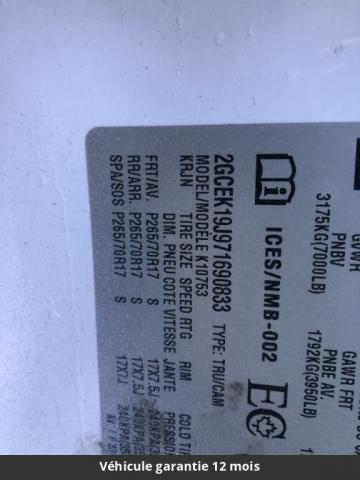 GVWR
PNBV
3175KG(7000LB)
GAWR FRT
PNBE AV.
1792KG(3950LB)
ICES/NMB-002
2GCEK19J971690833 TYPE: TRU/CAM
MODEL/MODELE K10753
KRJN TIRE SIZE SPEED RTG RIM
DIM. PNEU COTE VITESSE JANTE
FRT/AV. P265/70R17 S 17X7.5J
RR/ARR. P265/70R17 S 17X7.5J
SPA/SOS P265/70R17 S 17X7J
Véhicule garantie 12 mois